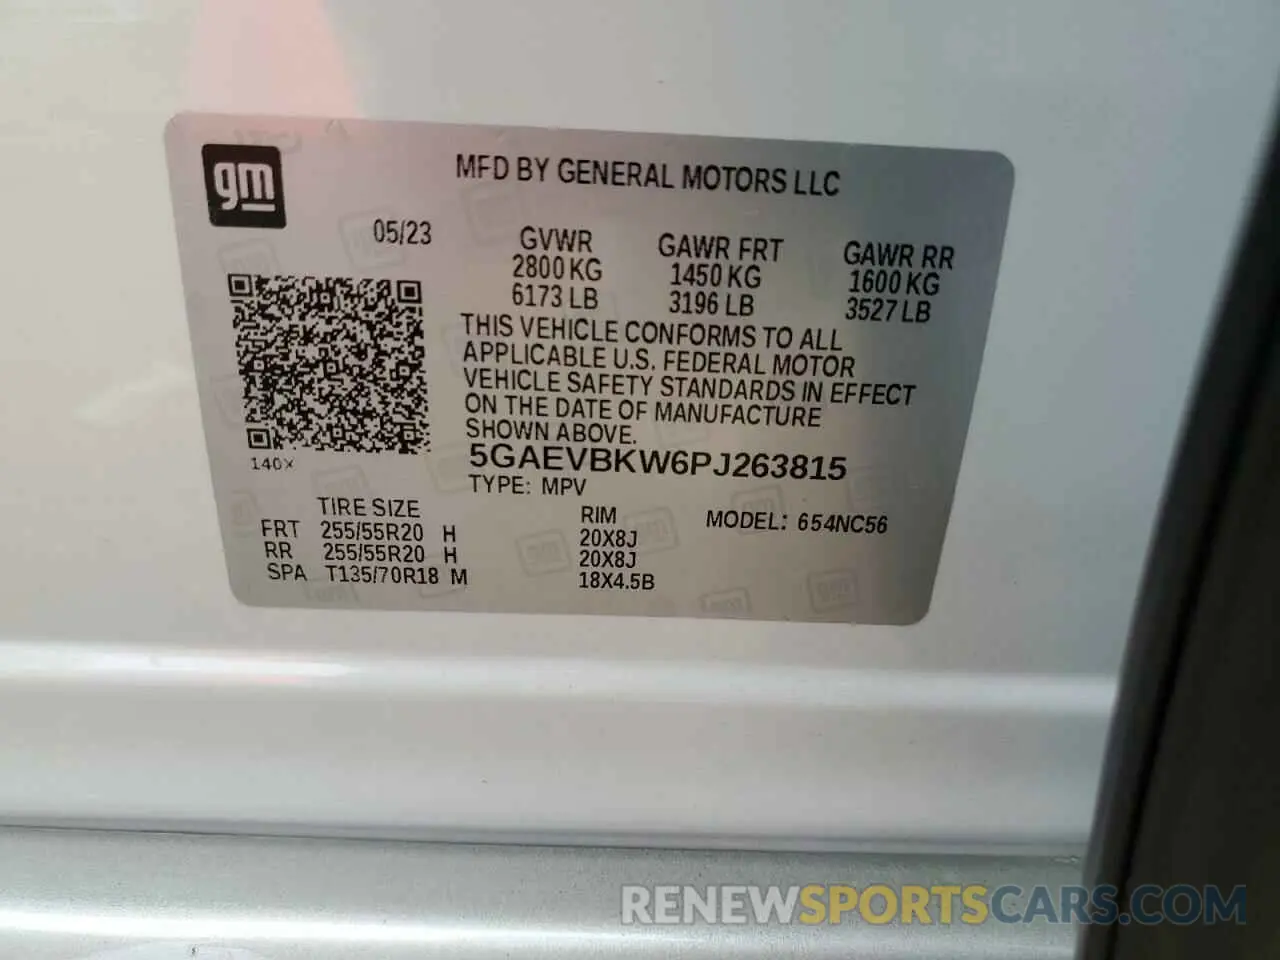 gm
MFD BY GENERAL MOTORS LLC
05/23
GVWR GAWR FRT GAWR RR
2800 KG 1450 KG 1600 KG
6173 LB 3196 LB 3527 LB
THIS VEHICLE CONFORMS TO ALL
APPLICABLE U.S. FEDERAL MOTOR
VEHICLE SAFETY STANDARDS IN EFFECT
ON THE DATE OF MANUFACTURE
SHOWN ABOVE.
140X
5GAEVBKW6PJ263815
TYPE: MPV
TIRE SIZE RIM MODEL: 654NC56
FRT 255/55R20 H 20X8J
RR 255/55R20 H 20X8J
SPA T135/70R18 M 18X4.5B
RENEWSPORTSCARS.COM